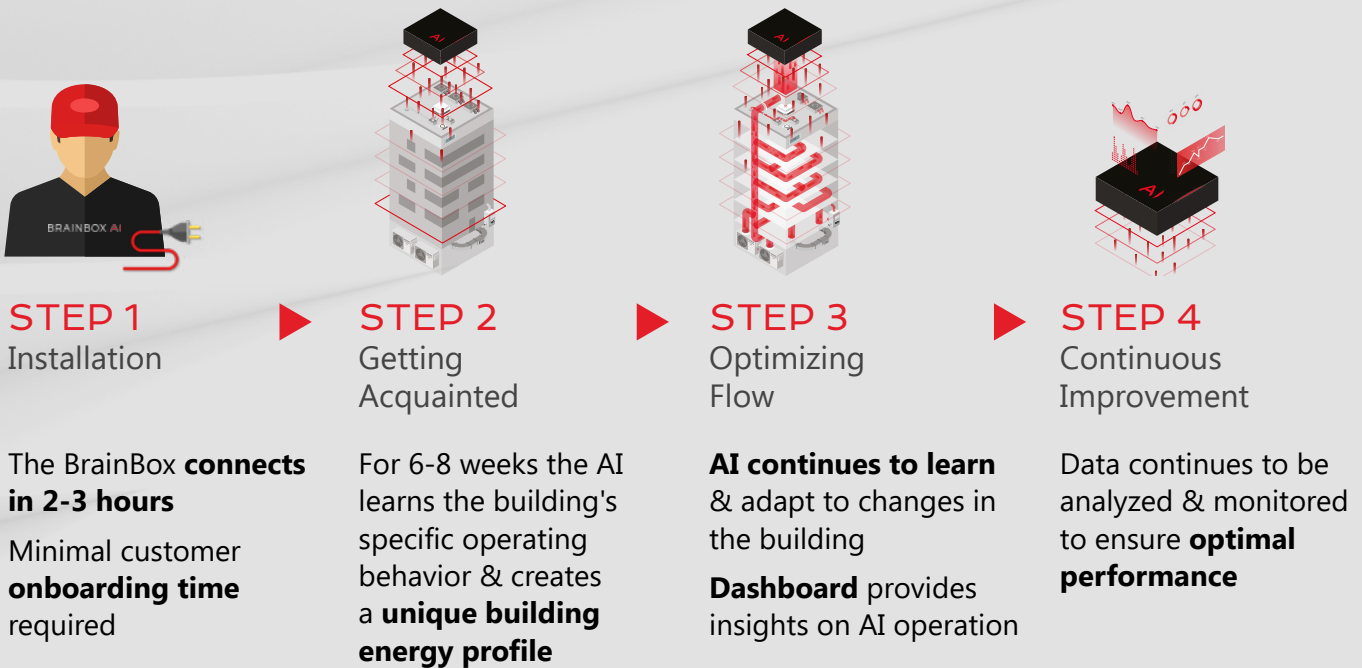 AI
AI
AI
BRAINBOX AI
STEP 1
Installation
The BrainBox connects
in 2-3 hours
Minimal customer
onboarding time
required
STEP 2
Getting
Acquainted
For 6-8 weeks the AI
learns the building's
specific operating
behavior & creates
a unique building
energy profile
STEP 3
Optimizing
Flow
AI continues to learn
& adapt to changes in
the building
Dashboard provides
insights on AI operation
STEP 4
Continuous
Improvement
Data continues to be
analyzed & monitored
to ensure optimal
performance